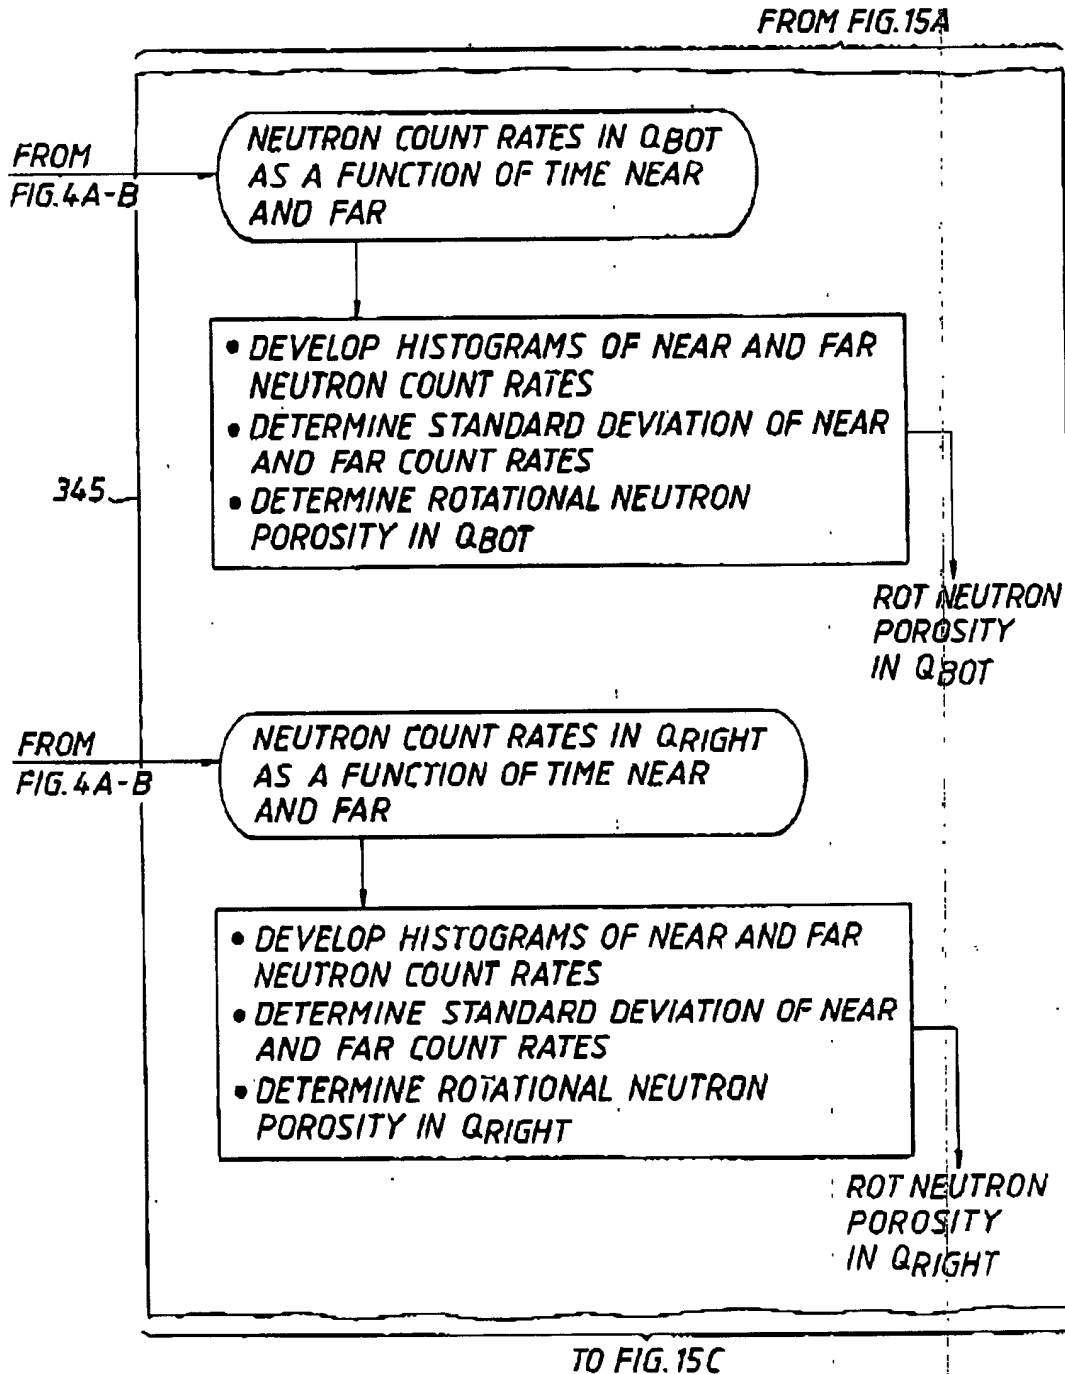 FROM FIG.15A
FROM
FIG.4A-B
NEUTRON COUNT RATES IN QBOT
AS A FUNCTION OF TIME NEAR
AND FAR
• DEVELOP HISTOGRAMS OF NEAR AND FAR
NEUTRON COUNT RATES
• DETERMINE STANDARD DEVIATION OF NEAR
AND FAR COUNT RATES
• DETERMINE ROTATIONAL NEUTRON
POROSITY IN QBOT
345
ROT NEUTRON
POROSITY
IN QBOT
FROM
FIG.4A-B
NEUTRON COUNT RATES IN QRIGHT
AS A FUNCTION OF TIME NEAR
AND FAR
• DEVELOP HISTOGRAMS OF NEAR AND FAR
NEUTRON COUNT RATES
• DETERMINE STANDARD DEVIATION OF NEAR
AND FAR COUNT RATES
• DETERMINE ROTATIONAL NEUTRON
POROSITY IN QRIGHT
ROT NEUTRON
POROSITY
IN QRIGHT
TO FIG.15C